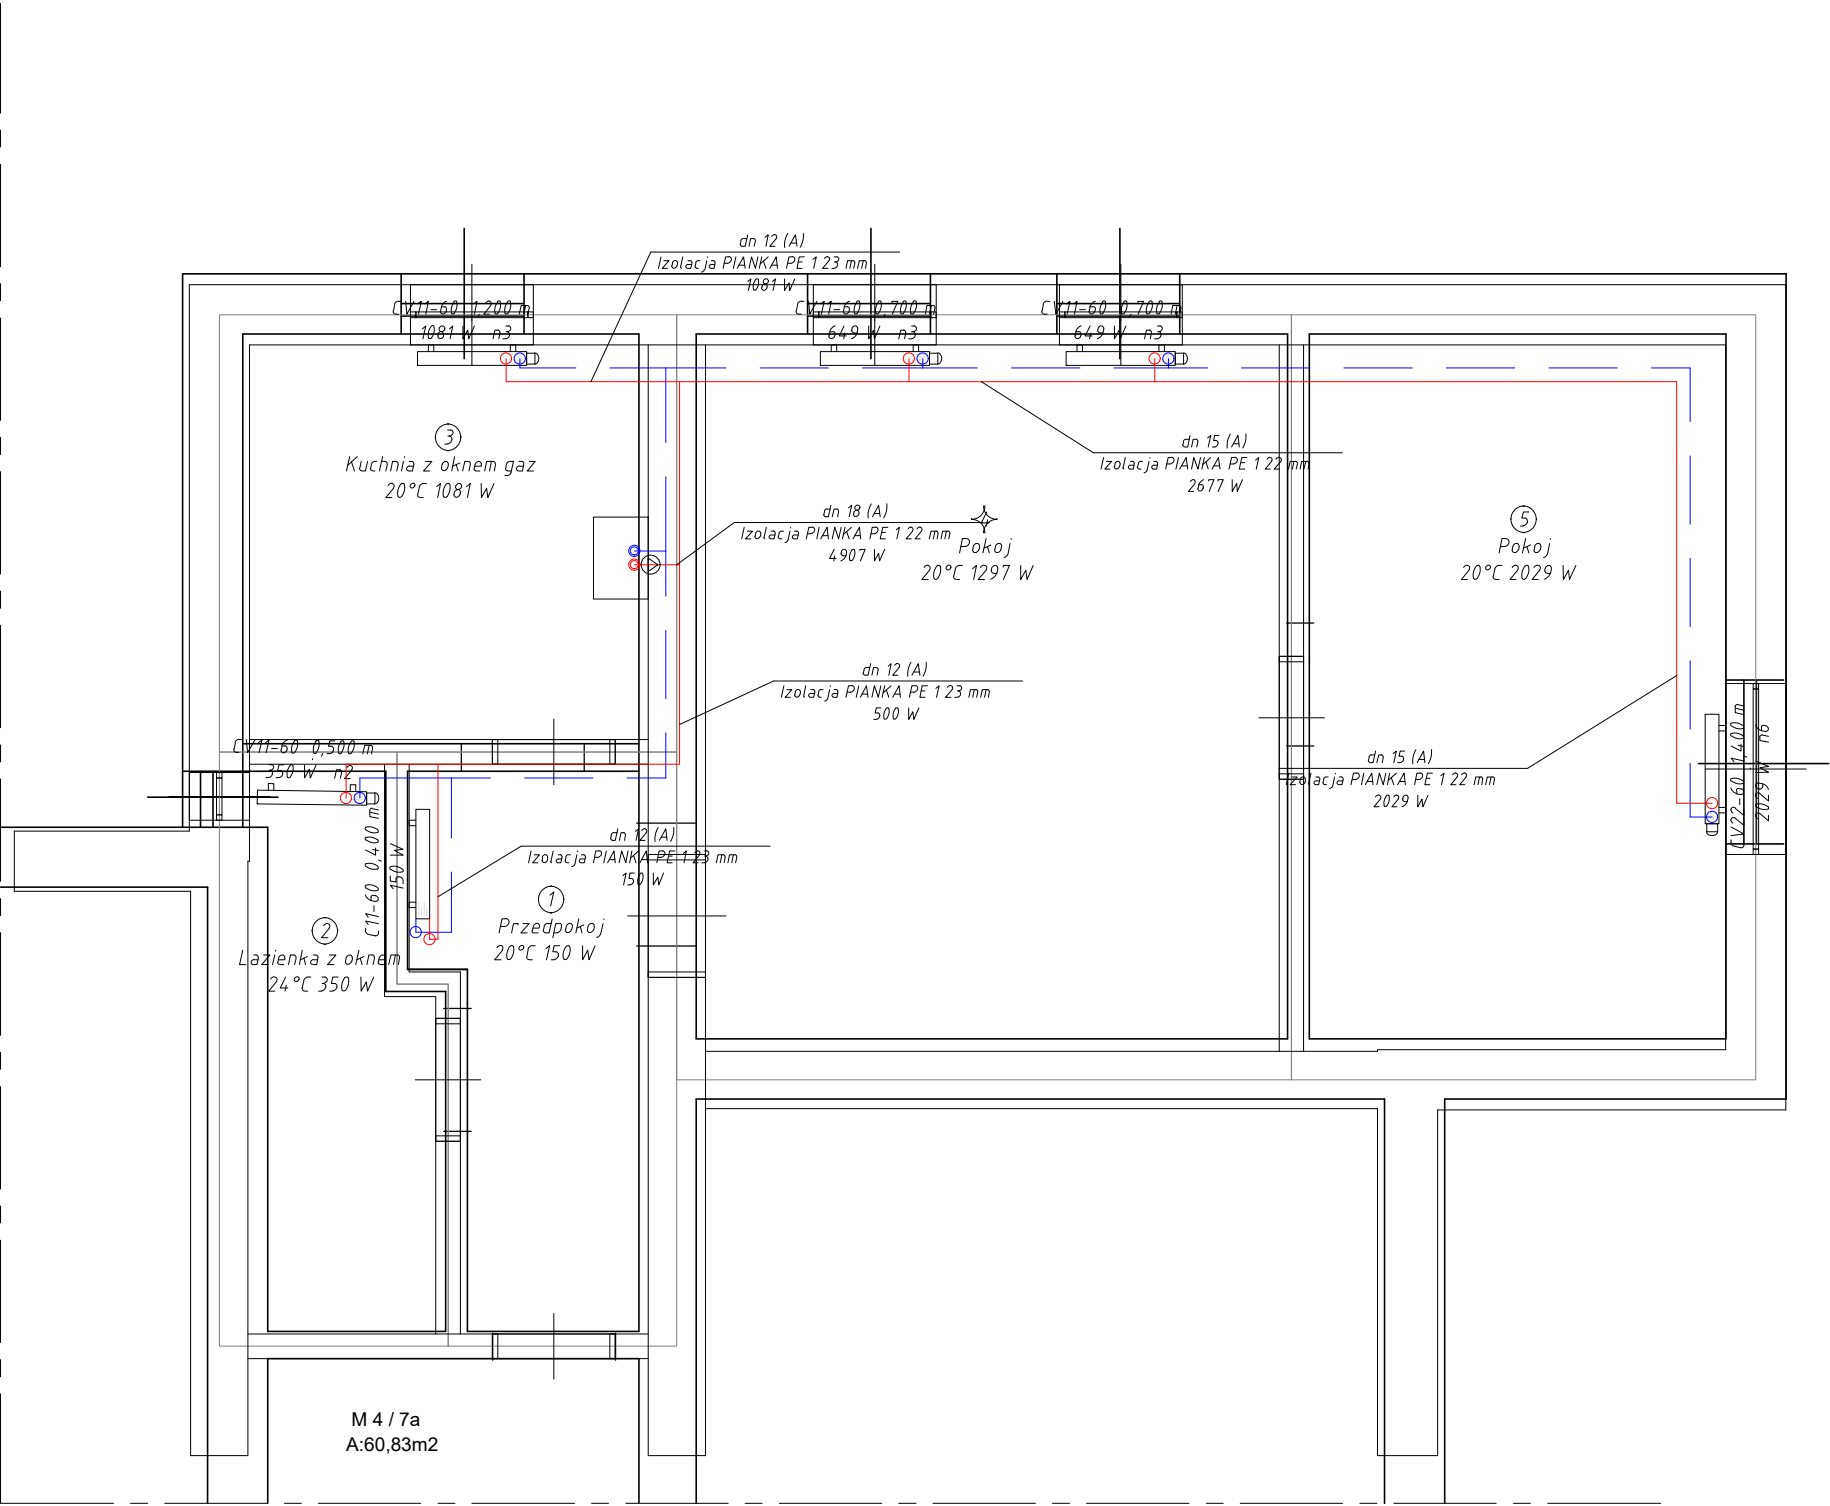 dn 12 (A)
Izolacja PIANKA PE 1 23 mm
1081 W
CV11-60 1,200 m
1081 W n3
CV11-60 0,700 m
649 W n3
CV11-60 0,700 m
649 W n3
3
Kuchnia z oknem gaz
20°C 1081 W
dn 15 (A)
Izolacja PIANKA PE 1 22 mm
2677 W
dn 18 (A)
Izolacja PIANKA PE 1 22 mm
4907 W
4
Pokoj
20°C 1297 W
5
Pokoj
20°C 2029 W
dn 12 (A)
Izolacja PIANKA PE 1 23 mm
500 W
CV11-60 0,500 m
350 W n2
dn 15 (A)
Izolacja PIANKA PE 1 22 mm
2029 W
CV22-60 1,400 m
2029 W n6
C11-60 0,400 m
150 W
dn 12 (A)
Izolacja PIANKA PE 1 23 mm
150 W
1
Przedpokoj
20°C 150 W
2
Lazienka z oknem
24°C 350 W
M 4 / 7a
A:60,83m2